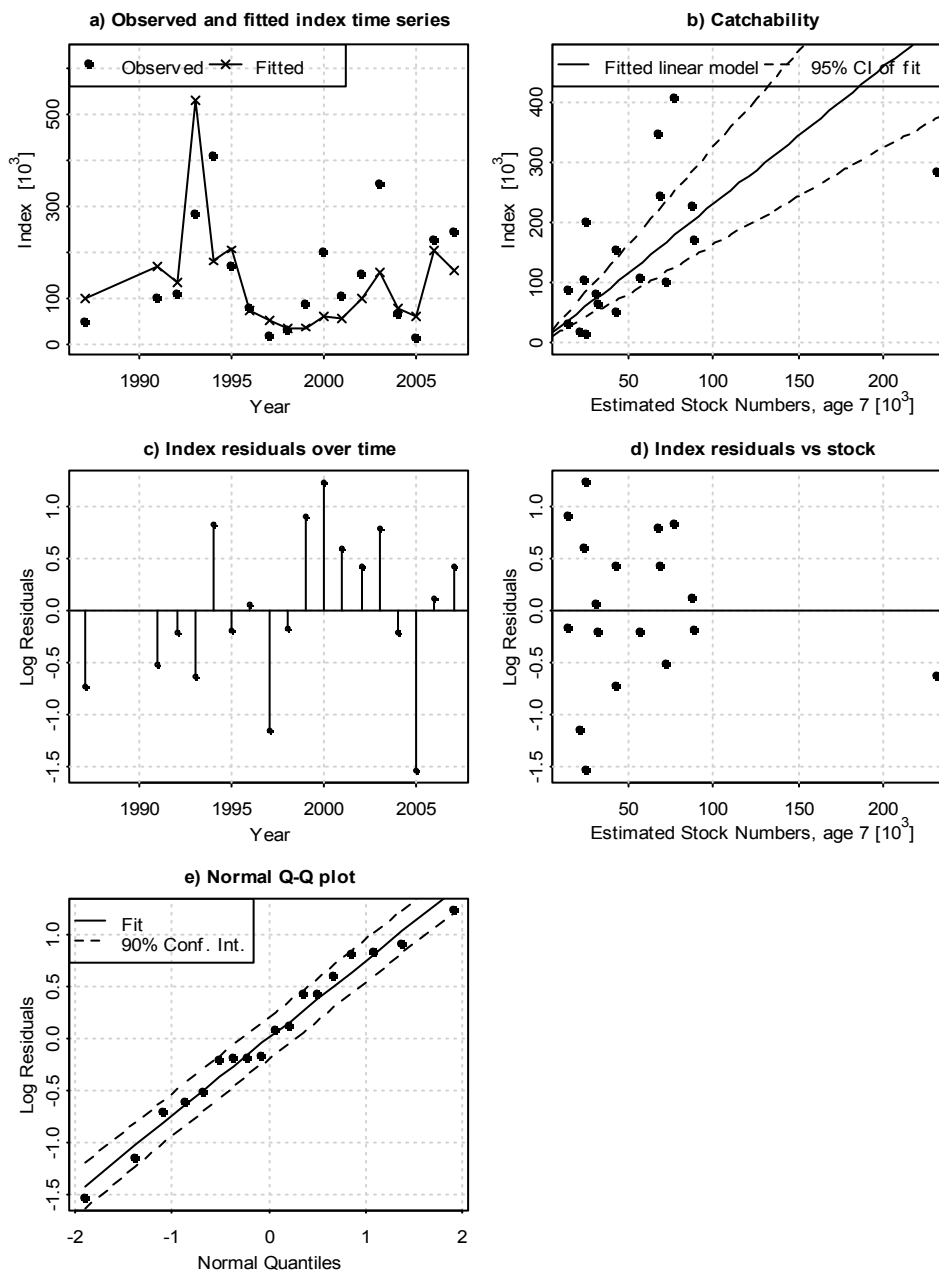 a) Observed and fitted index time series
Observed Fitted
Index [10³]
0 100 300 500
1990 1995 2000 2005
Year
b) Catchability
Fitted linear model 95% CI of fit
Index [10³]
0 100 200 300 400
50 100 150 200
Estimated Stock Numbers, age 7 [10³]
c) Index residuals over time
Log Residuals
-1.5 -1.0 -0.5 0.0 0.5 1.0
1990 1995 2000 2005
Year
d) Index residuals vs stock
Log Residuals
-1.5 -1.0 -0.5 0.0 0.5 1.0
50 100 150 200
Estimated Stock Numbers, age 7 [10³]
e) Normal Q-Q plot
Fit
90% Conf. Int.
Log Residuals
-1.5 -1.0 -0.5 0.0 0.5 1.0
-2 -1 0 1 2
Normal Quantiles